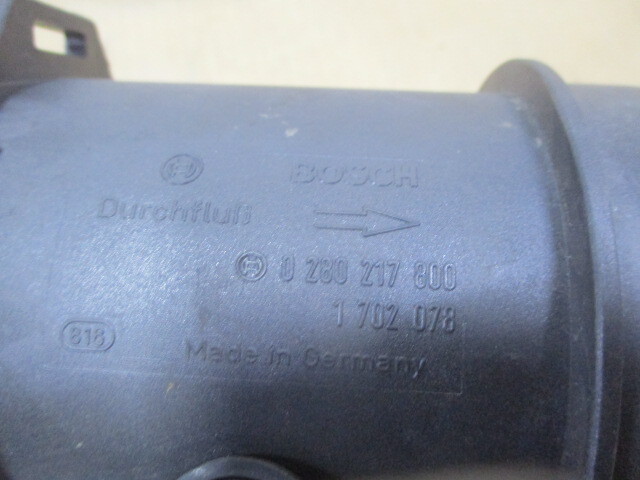 BOSCH
Durchfluß
0 280 217 800
1 702 078
818
Made in Germany